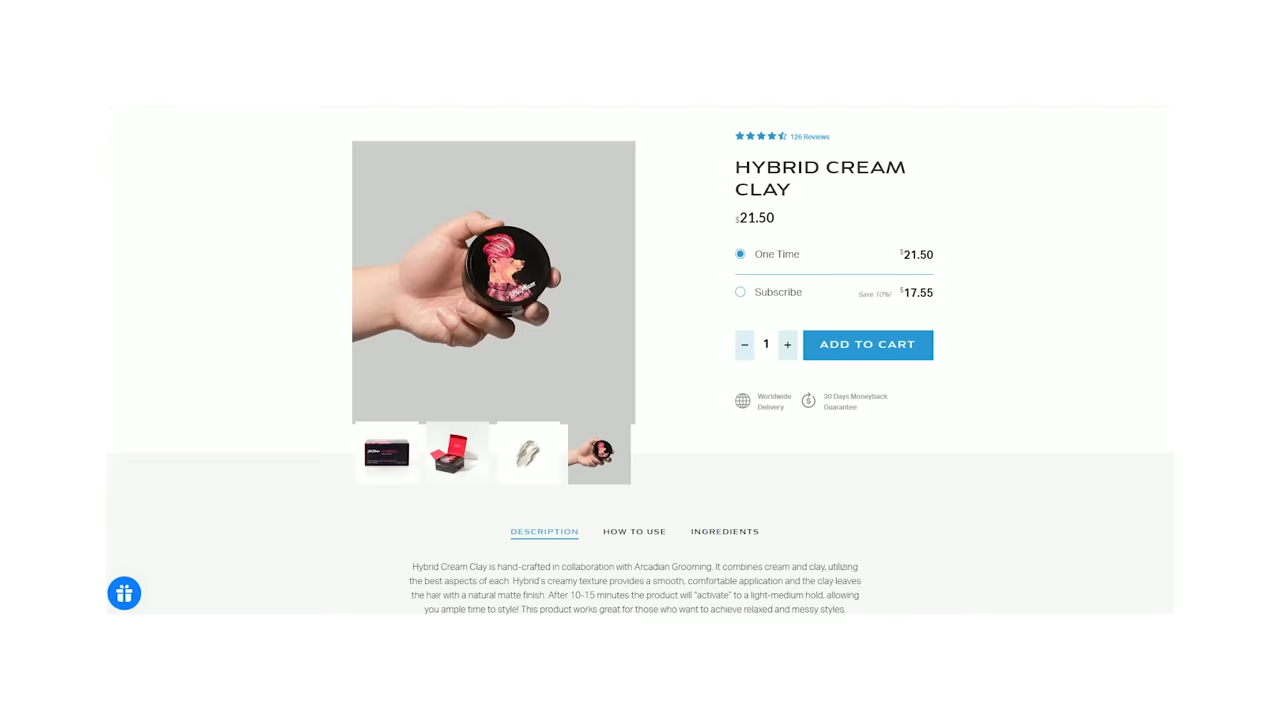 126 Reviews
HYBRID CREAM
CLAY
$21.50
One Time $21.50
Subscribe Save 10%! $17.55
− 1 + ADD TO CART
Worldwide
Delivery
30 Days Moneyback
Guarantee
DESCRIPTION HOW TO USE INGREDIENTS
Hybrid Cream Clay is hand-crafted in collaboration with Arcadian Grooming. It combines cream and clay, utilizing
the best aspects of each. Hybrid's creamy texture provides a smooth, comfortable application and the clay leaves
the hair with a natural matte finish. After 10-15 minutes the product will "activate" to a light-medium hold, allowing
you ample time to style! This product works great for those who want to achieve relaxed and messy styles.